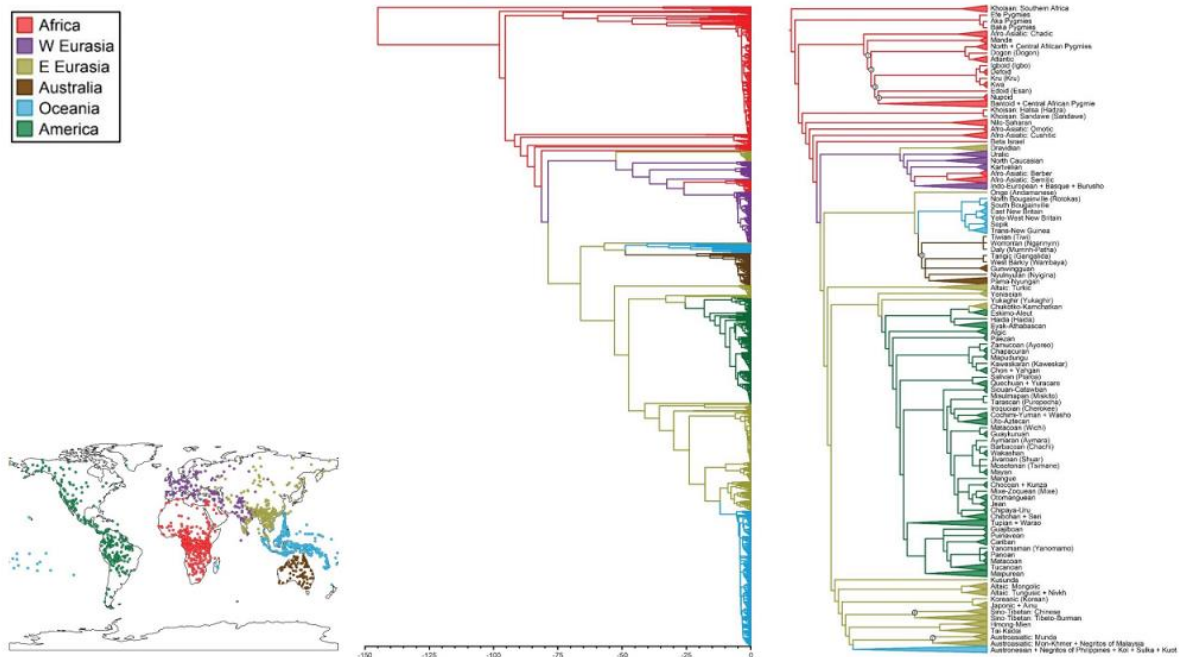 Africa
W Eurasia
E Eurasia
Australia
Oceania
America
-150
-125
-100
-75
-50
-25
0
Khoisan: Southern Africa
Efe Pygmies
Aka Pygmies
Baka Pygmies
Afro-Asiatic: Chadic
Mande
North + Central African Pygmies
Dogon (Dogon)
Atlantic
Igboid (Igbo)
Defoid
Kru (Kru)
Kwa
Edoid (Esan)
Nupoid
Bantoid + Central African Pygmie
Khoisan: Hatsa (Hadza)
Khoisan: Sandawe (Sandawe)
Nilo-Saharan
Afro-Asiatic: Omotic
Afro-Asiatic: Cushitic
Beta Israel
Dravidian
Uralic
North Caucasian
Kartvelian
Afro-Asiatic: Berber
Afro-Asiatic: Semitic
Indo-European + Basque + Burusho
Onge (Andamanese)
North Bougainville (Rotokas)
South Bougainville
East New Britain
Yele-West New Britain
Sepik
Trans-New Guinea
Tiwian (Tiwi)
Worrorran (Ngarinyin)
Daly (Murrinh-Patha)
Tangic (Gangalida)
West Barkly (Wambaya)
Gunwingguan
Nyulnyulan (Nyigina)
Pama-Nyungan
Altaic: Turkic
Yeniseian
Yukaghir (Yukaghir)
Chukotko-Kamchatkan
Eskimo-Aleut
Haida (Haida)
Eyak-Athabascan
Algic
Paezan
Zamucoan (Ayoreo)
Chapacuran
Mapudungu
Kaweskaran (Kaweskar)
Chon + Yahgan
Salivan (Piaroa)
Quechuan + Yuracare
Siouan-Catawban
Misumalpan (Miskito)
Tarascan (Purepecha)
Iroquoian (Cherokee)
Cochimi-Yuman + Washo
Uto-Aztecan
Matacoan (Wichi)
Guaykuruan
Aymaran (Aymara)
Barbacoan (Chachi)
Wakashan
Jivaroan (Shuar)
Mosetenan (Tsimane)
Mayan
Mangue
Chocoan + Kunza
Mixe-Zoquean (Mixe)
Otomanguean
Jean
Chipaya-Uru
Chibchan + Seri
Tupian + Warao
Guajiboan
Puinavean
Cariban
Yanomaman (Yanomamo)
Panoan
Matacoan
Tucanoan
Maipurean
Kusunda
Altaic: Mongolic
Altaic: Tungusic + Nivkh
Koreanic (Korean)
Japonic + Ainu
Sino-Tibetan: Chinese
Sino-Tibetan: Tibeto-Burman
Hmong-Mien
Tai-Kadai
Austroasiatic: Munda
Austroasiatic: Mon-Khmer + Negritos of Malaysia
Austronesian + Negritos of Philippines + Kol + Sulka + Kuot